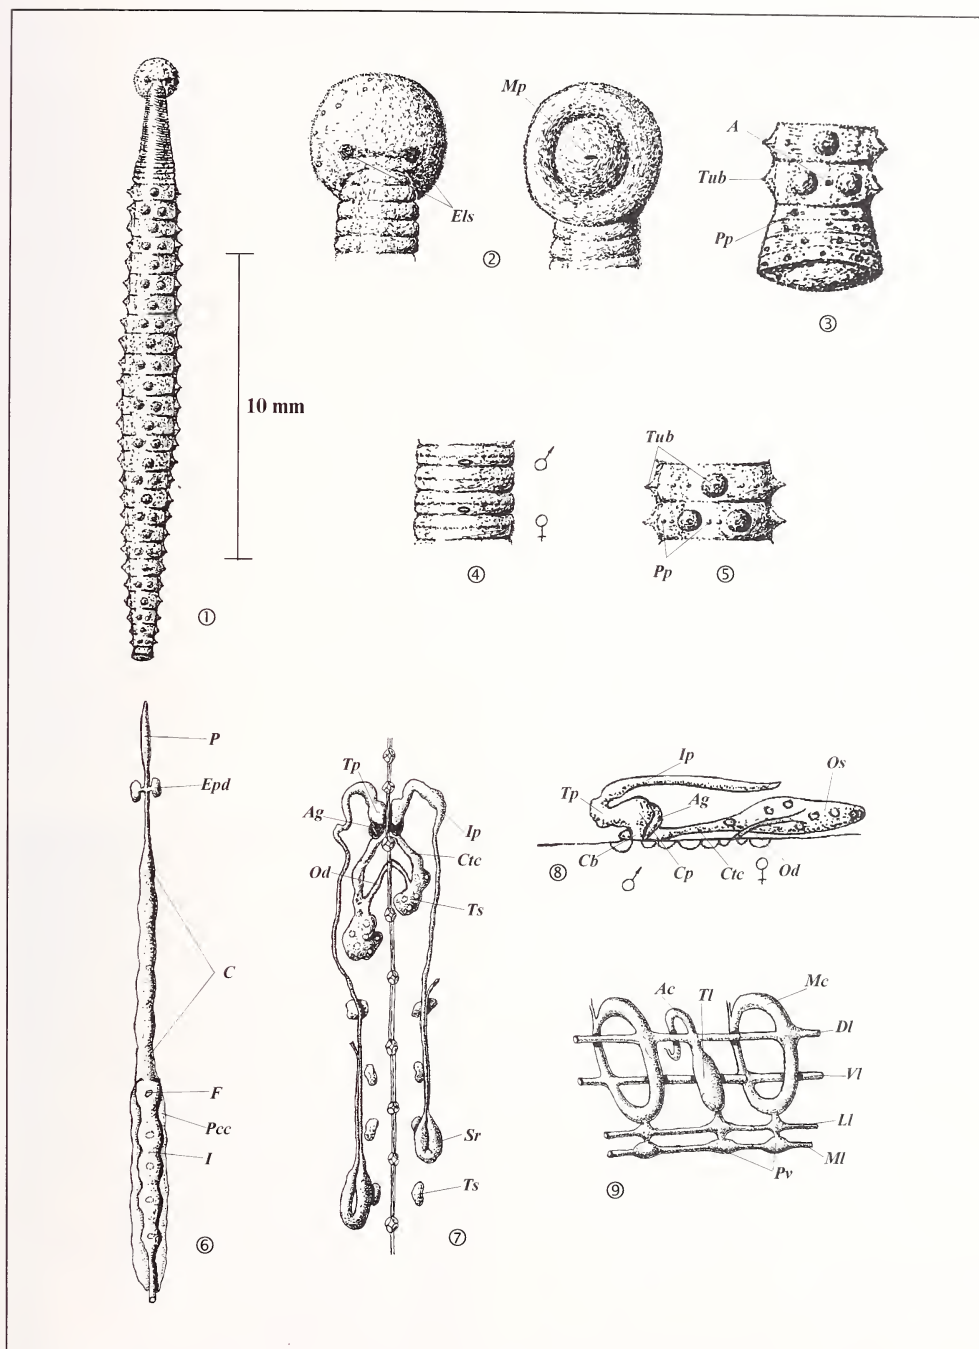 10 mm
①
Els
Mp
②
A
Tub
Pp
③
♂
♀
④
Tub
Pp
⑤
P
Epd
C
F
Pcc
I
⑥
Tp
Ag
Od
Ip
Ctc
Ts
Sr
Ts
⑦
Ip
Tp
Ag
Os
Cb
Cp
Ctc
Od
♂
♀
⑧
Ac
Tl
Mc
Dl
Vl
Ll
Ml
Pv
⑨